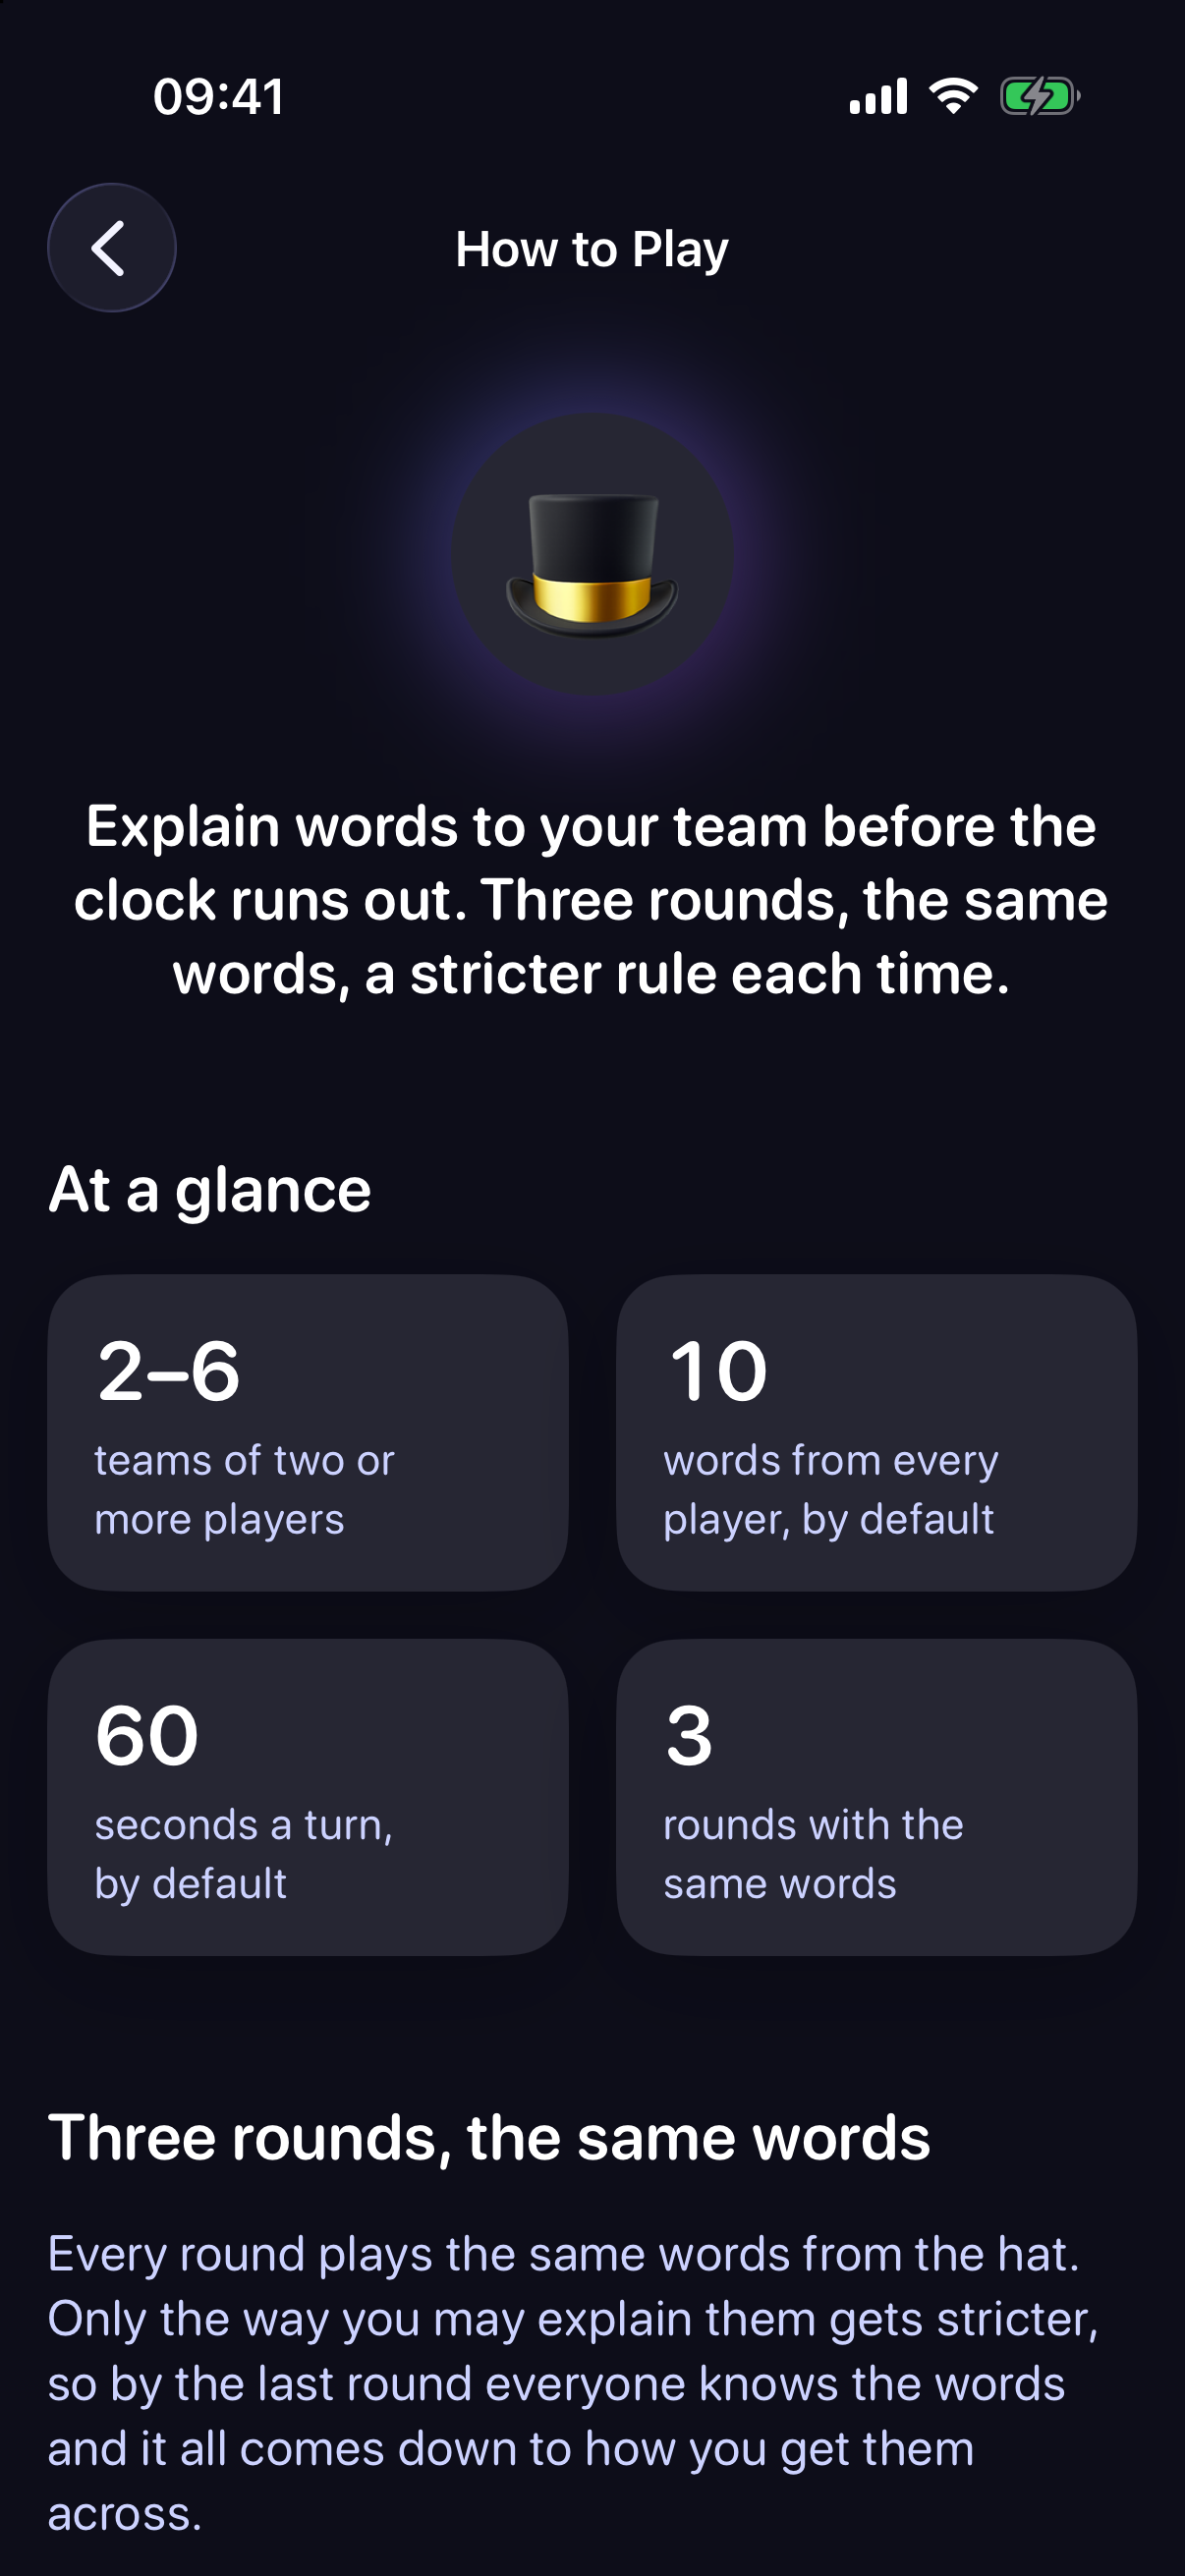 09:41
How to Play
Explain words to your team before the
clock runs out. Three rounds, the same
words, a stricter rule each time.
At a glance
2–6
teams of two or
more players
10
words from every
player, by default
60
seconds a turn,
by default
3
rounds with the
same words
Three rounds, the same words
Every round plays the same words from the hat.
Only the way you may explain them gets stricter,
so by the last round everyone knows the words
and it all comes down to how you get them
across.